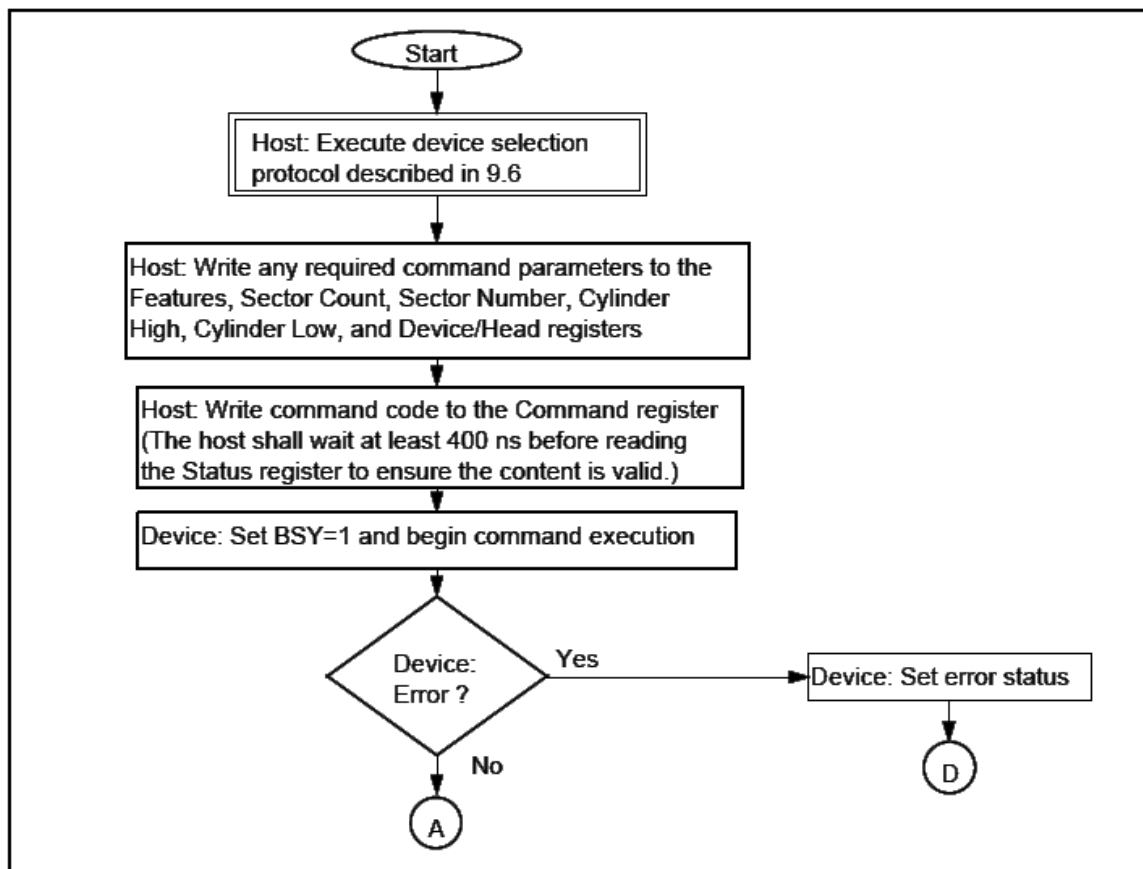 Start
Host: Execute device selection
protocol described in 9.6
Host: Write any required command parameters to the
Features, Sector Count, Sector Number, Cylinder
High, Cylinder Low, and Device/Head registers
Host: Write command code to the Command register
(The host shall wait at least 400 ns before reading
the Status register to ensure the content is valid.)
Device: Set BSY=1 and begin command execution
Device:
Error ?
Yes
Device: Set error status
No
D
A